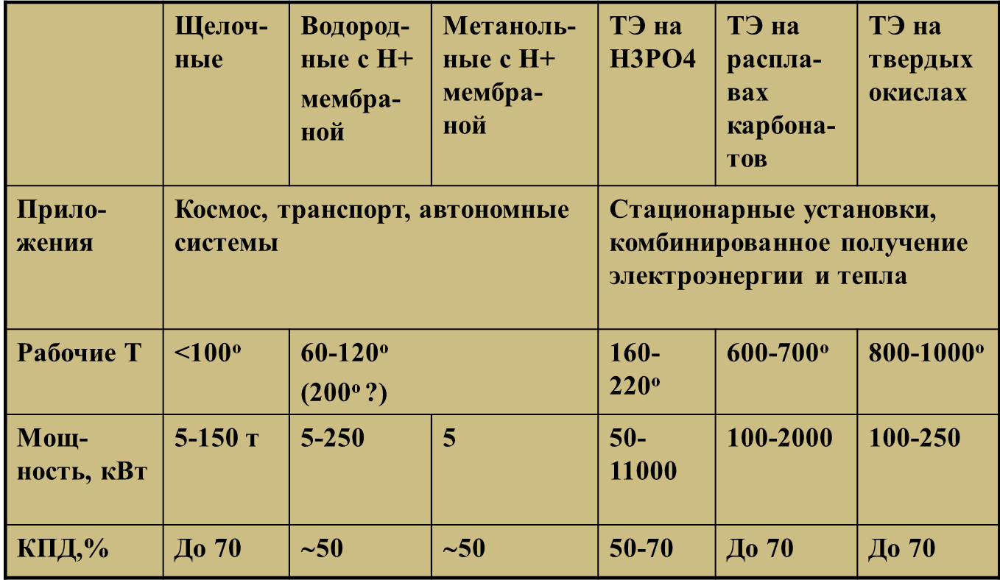 Щелоч-
ные
Водород-
ные с Н+
мембра-
ной
Метаноль-
ные с Н+
мембра-
ной
ТЭ на
H3PO4
ТЭ на
распла-
вах
карбона-
тов
ТЭ на
твердых
окислах
Прило-
жения
Космос, транспорт, автономные
системы
Стационарные установки,
комбинированное получение
электроэнергии и тепла
Рабочие Т
<100º
60-120º
(200º ?)
160-
220º
600-700º
800-1000º
Мощ-
ность, кВт
5-150 т
5-250
5
50-
11000
100-2000
100-250
КПД,%
До 70
~50
~50
50-70
До 70
До 70